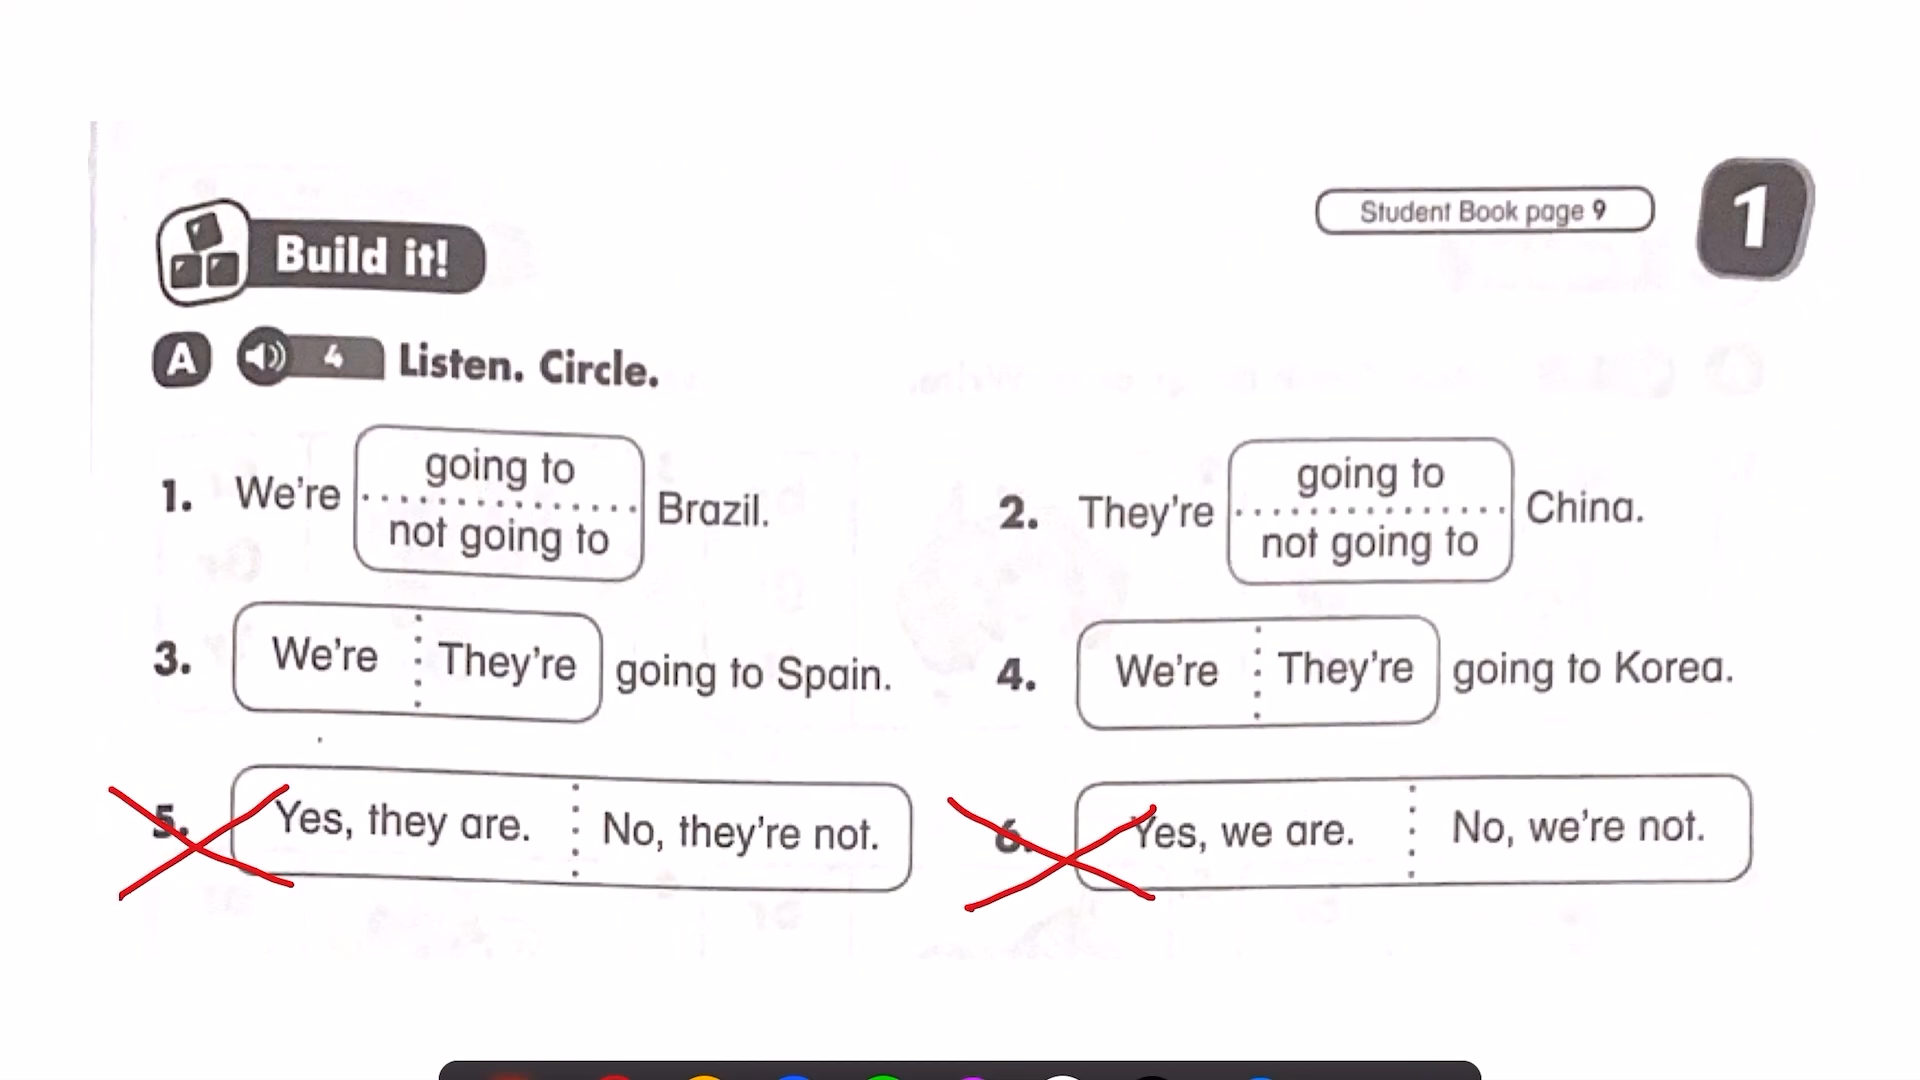 Student Book page 9
1
Build it!
A 4 Listen. Circle.
1. We're going to
not going to Brazil.
2. They're going to
not going to China.
3. We're They're going to Spain.
4. We're They're going to Korea.
5. Yes, they are. No, they're not.
6. Yes, we are. No, we're not.